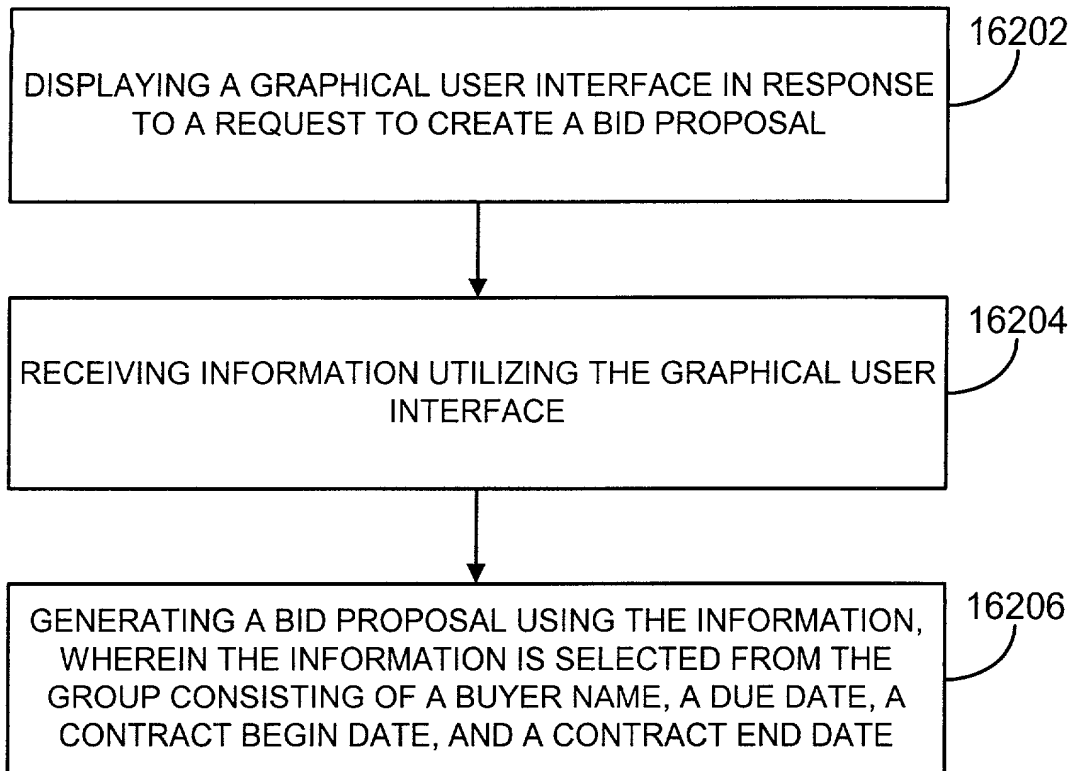 16202
DISPLAYING A GRAPHICAL USER INTERFACE IN RESPONSE
TO A REQUEST TO CREATE A BID PROPOSAL
16204
RECEIVING INFORMATION UTILIZING THE GRAPHICAL USER
INTERFACE
16206
GENERATING A BID PROPOSAL USING THE INFORMATION,
WHEREIN THE INFORMATION IS SELECTED FROM THE
GROUP CONSISTING OF A BUYER NAME, A DUE DATE, A
CONTRACT BEGIN DATE, AND A CONTRACT END DATE